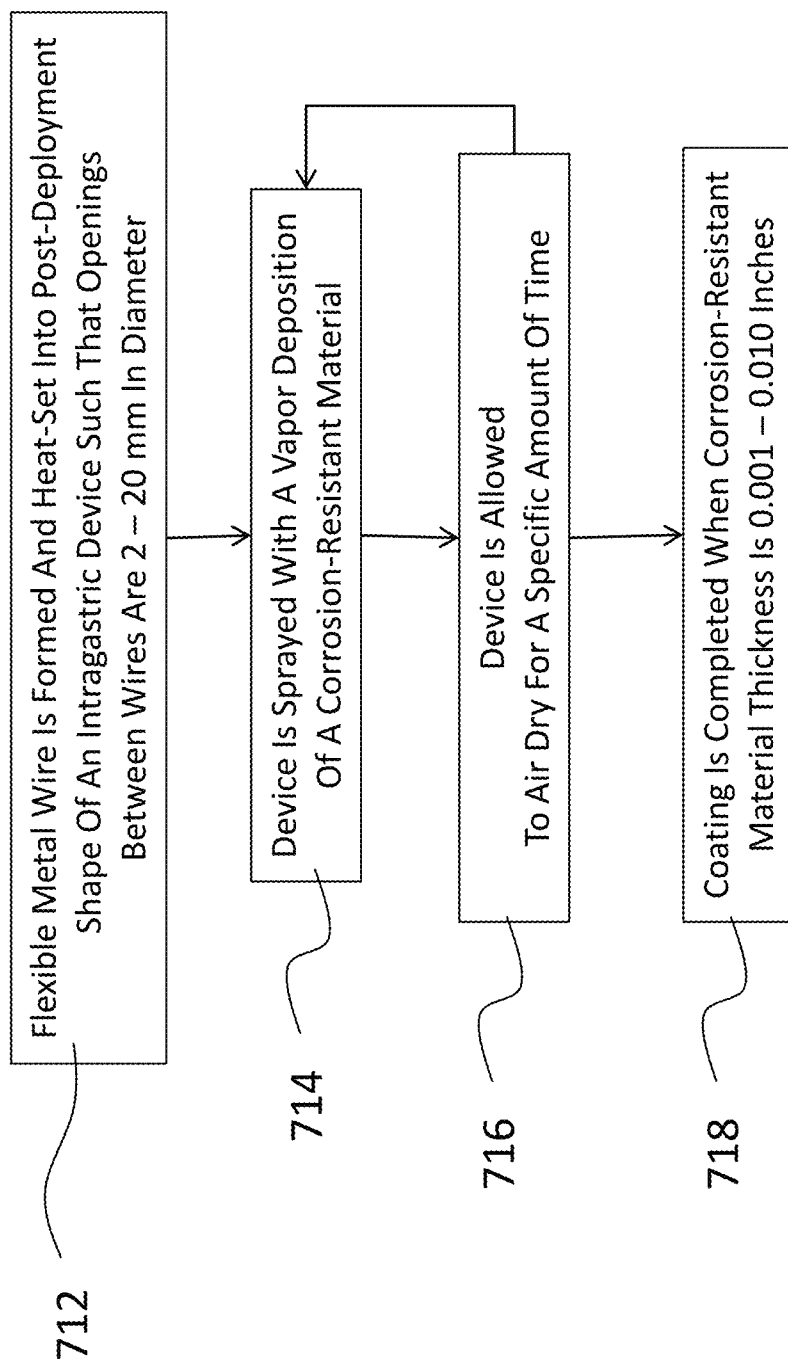 712
Flexible Metal Wire Is Formed And Heat-Set Into Post-Deployment
Shape Of An Intragastric Device Such That Openings
Between Wires Are 2 – 20 mm In Diameter
714
Device Is Sprayed With A Vapor Deposition
Of A Corrosion-Resistant Material
716
Device Is Allowed
To Air Dry For A Specific Amount Of Time
718
Coating Is Completed When Corrosion-Resistant
Material Thickness Is 0.001 – 0.010 Inches